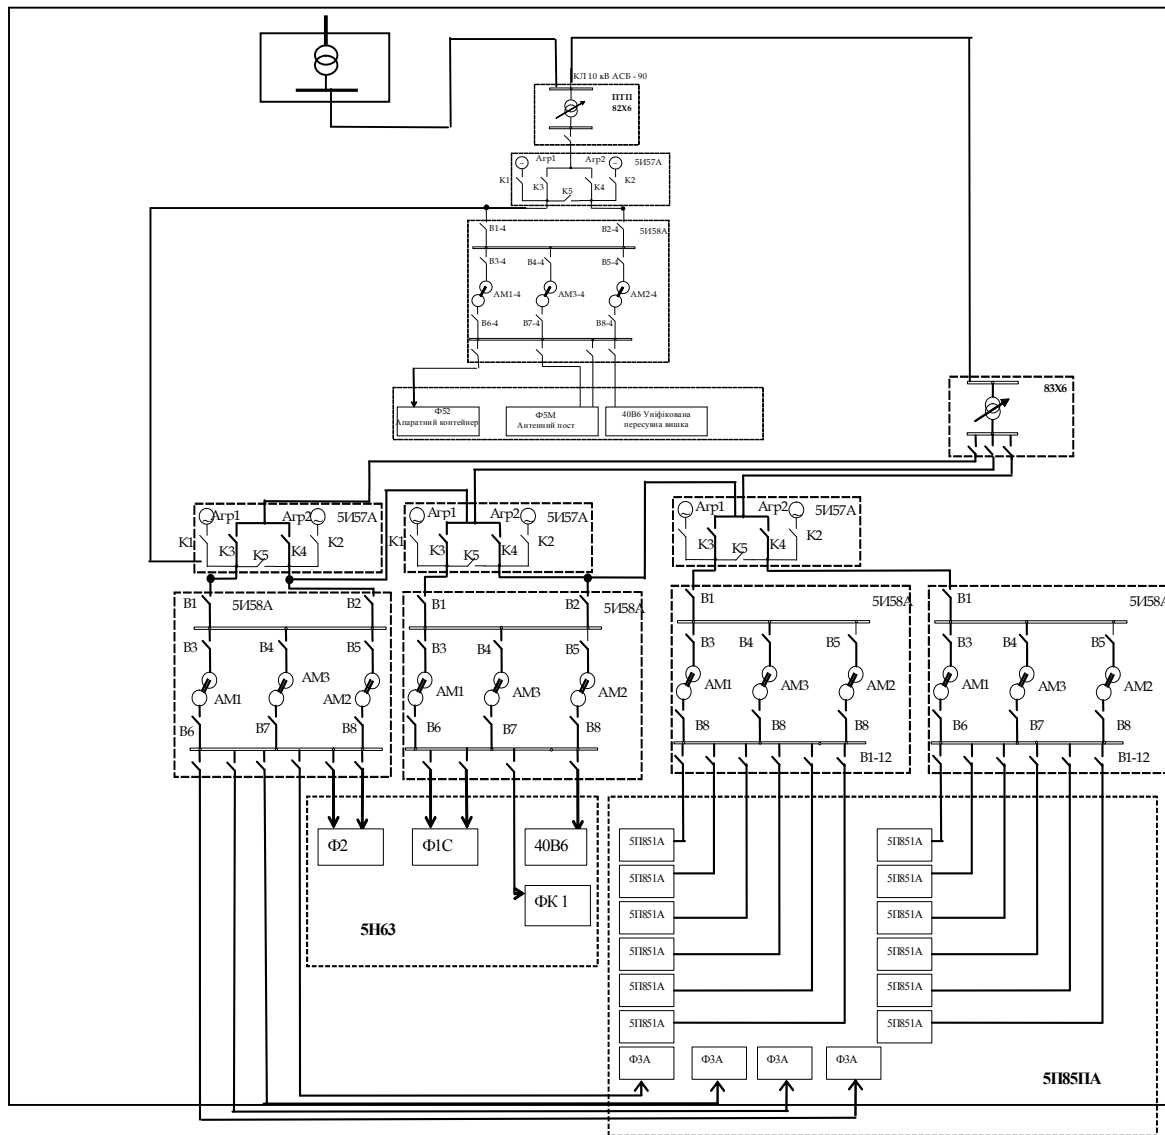 КЛ 10 кВ АСБ - 90
ПТП
82Х6
Агр1
Агр2
5И57А
К1
К3
К5
К4
К2
В1-4
В2-4
5И58А
В3-4
В4-4
В5-4
АМ1-4
АМ3-4
АМ2-4
В6-4
В7-4
В8-4
Ф52
Апаратний контейнер
Ф5М
Антенний пост
40В6 Уніфікована
пересувна вишка
83Х6
Агр1
Агр2
5И57А
К1
К3
К5
К4
К2
Агр1
Агр2
5И57А
К1
К3
К5
К4
К2
Агр1
Агр2
5И57А
К3
К5
К4
К2
В1
5И58А
В2
В3
В4
В5
АМ1
АМ3
АМ2
В6
В7
В8
В1
5И58А
В2
В3
В4
В5
АМ1
АМ3
АМ2
В6
В7
В8
В1
5И58А
В3
В4
В5
АМ1
АМ3
АМ2
В8
В8
В8
В1-12
В1
5И58А
В3
В4
В5
АМ1
АМ3
АМ2
В6
В7
В8
В1-12
Ф2
Ф1С
40В6
ФК 1
5Н63
5П851А
5П851А
5П851А
5П851А
5П851А
5П851А
5П851А
5П851А
5П851А
5П851А
5П851А
5П851А
Ф3А
Ф3А
Ф3А
Ф3А
5П85ПА